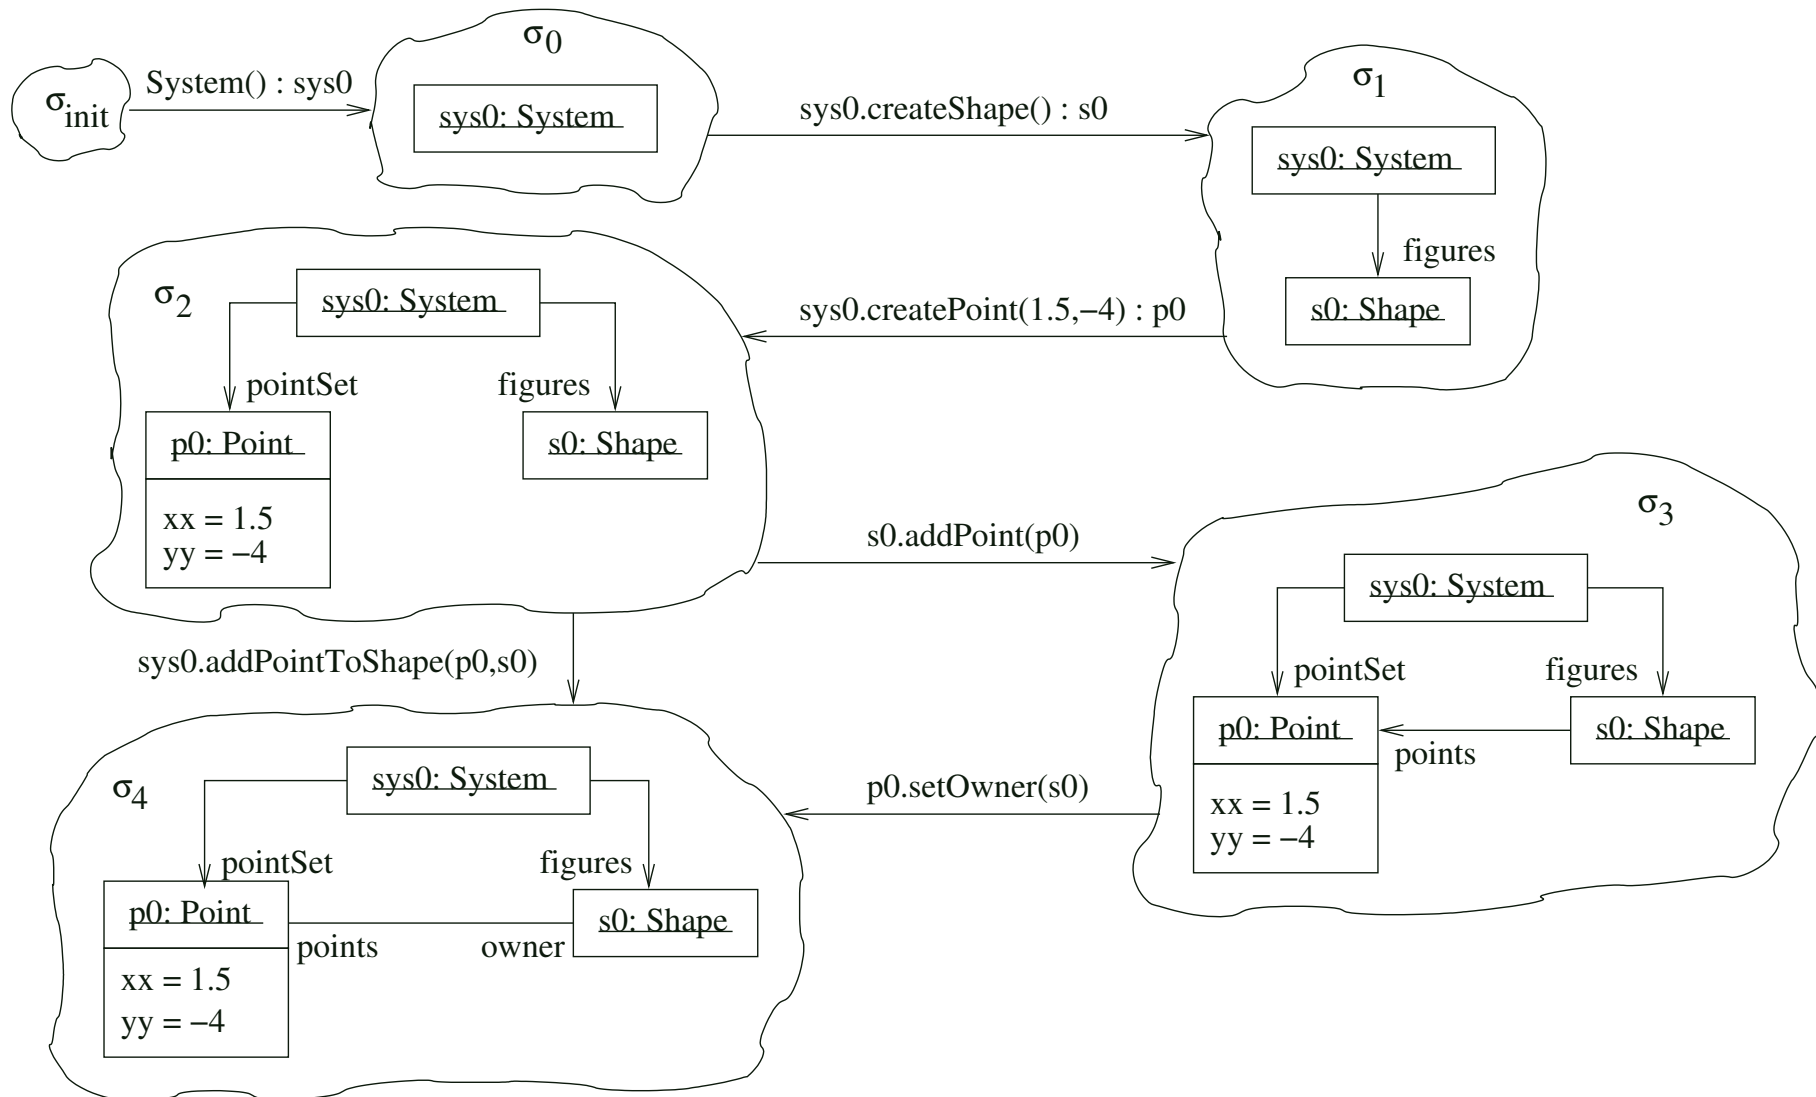 σinit
System() : sys0
σ0
sys0: System
sys0.createShape() : s0
σ1
sys0: System
figures
s0: Shape
sys0.createPoint(1.5,−4) : p0
σ2
sys0: System
pointSet
figures
p0: Point
s0: Shape
xx = 1.5
yy = −4
s0.addPoint(p0)
σ3
sys0: System
pointSet
figures
p0: Point
s0: Shape
points
xx = 1.5
yy = −4
sys0.addPointToShape(p0,s0)
p0.setOwner(s0)
σ4
sys0: System
pointSet
figures
p0: Point
s0: Shape
points
owner
xx = 1.5
yy = −4